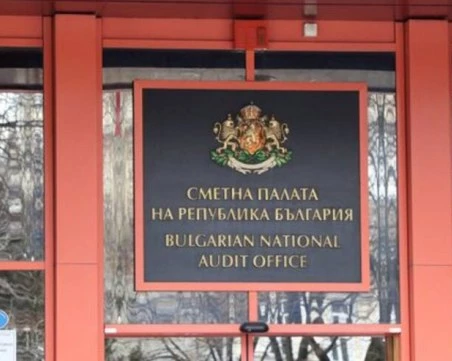 СМЕТНА ПАЛАТА
НА РЕПУБЛИКА БЪЛГАРИЯ
BULGARIAN NATIONAL
AUDIT OFFICE